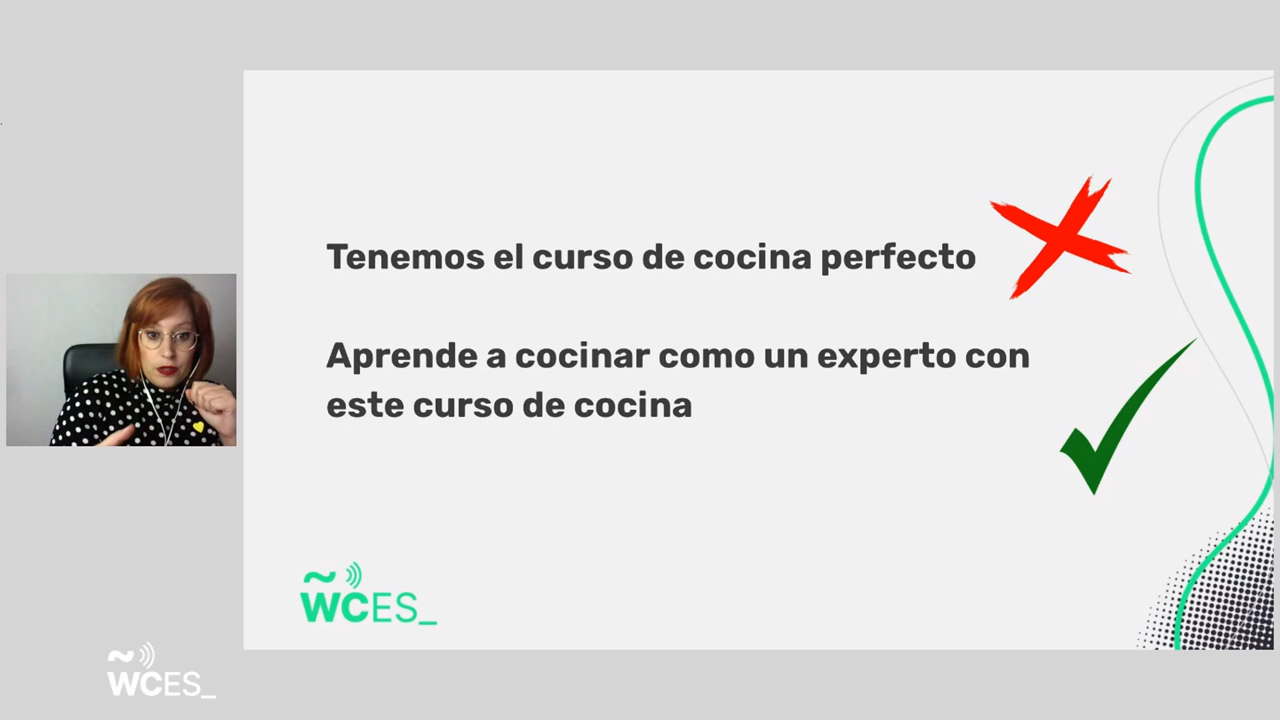 Tenemos el curso de cocina perfecto
Aprende a cocinar como un experto con
este curso de cocina
WCES_
WCES_